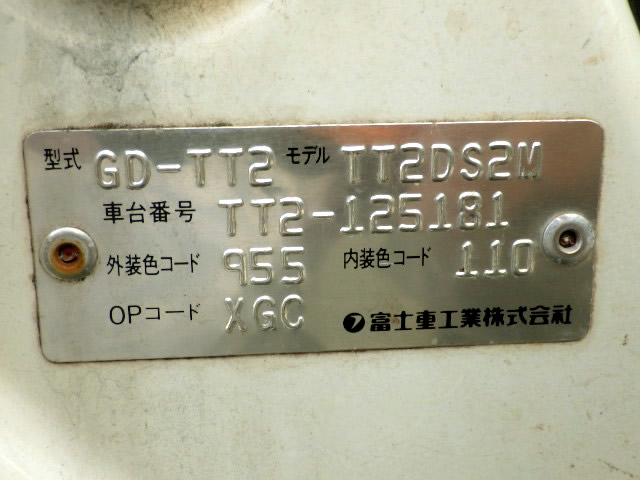 型式 GD-TT2 モデル TT2DS2M
車台番号 TT2-125181
外装色コード 955 内装色コード 110
OPコード XGC 富士重工業株式会社